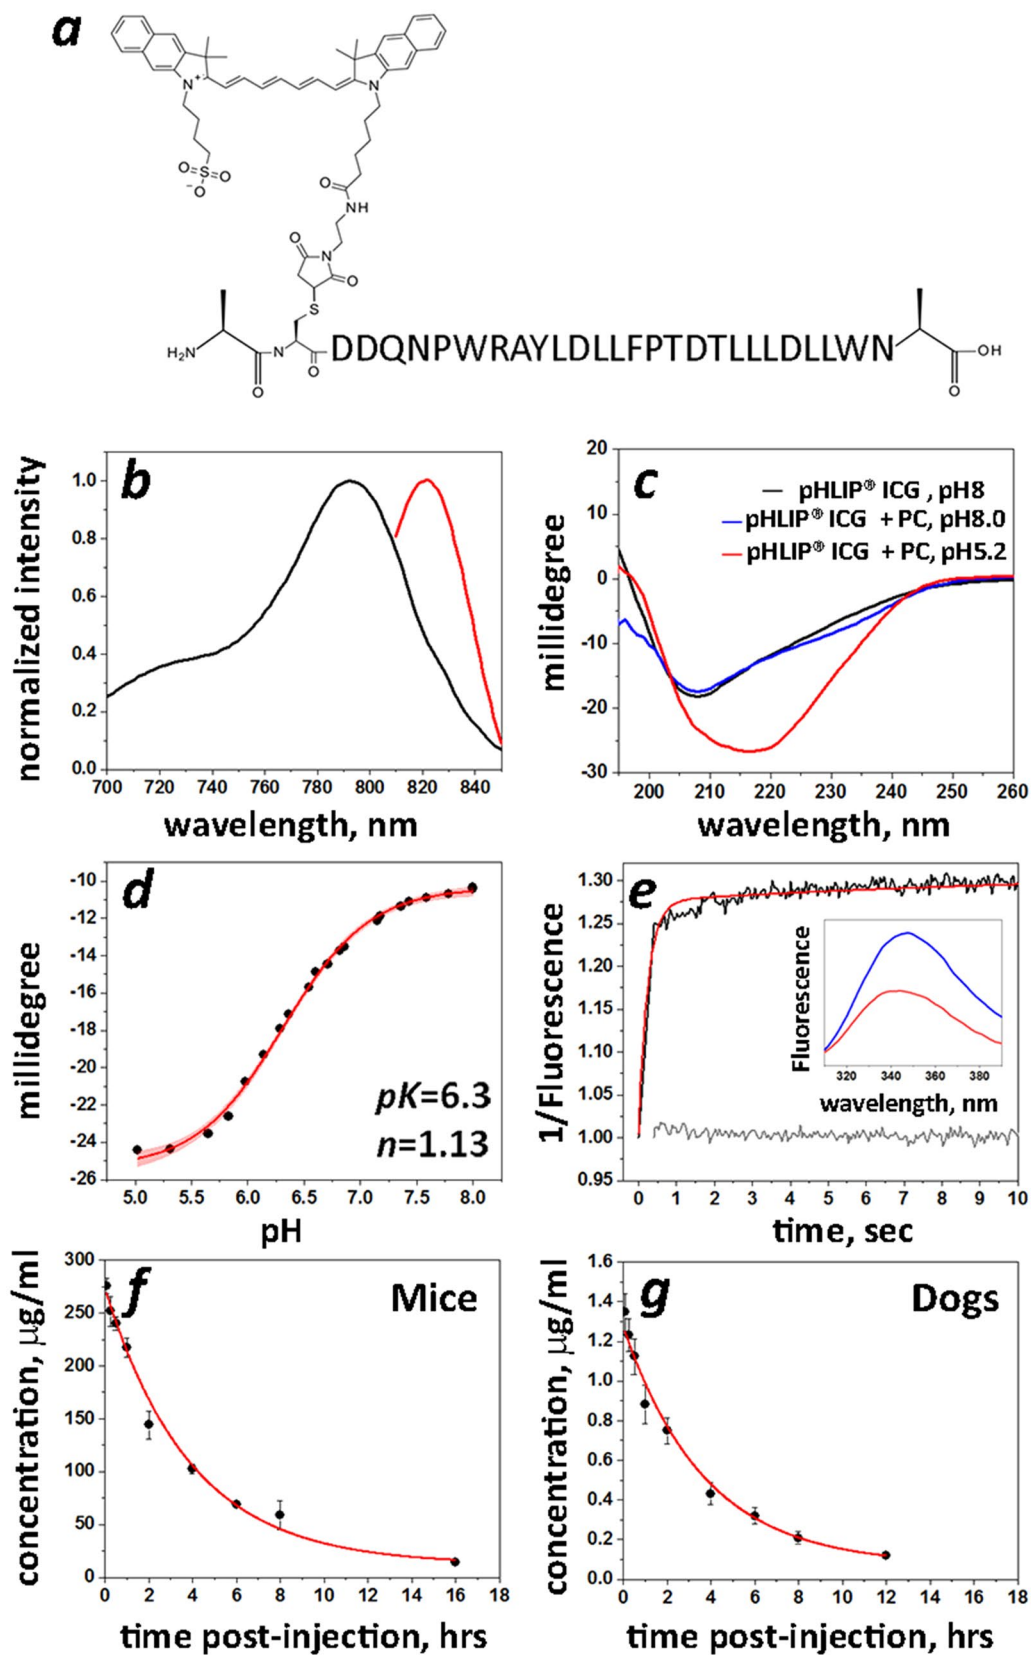 a
N
+
N
O
S
O
-
O
O
NH
O
N
O
S
H2N
O
N
O
DDQNPWRAYLDLLFPTDTLLLDLLWN
O
OH
b
normalized intensity
1.0
0.8
0.6
0.4
0.2
0.0
700 720 740 760 780 800 820 840
wavelength, nm
c
millidegree
20
10
0
-10
-20
-30
pHLIP® ICG , pH8
pHLIP® ICG + PC, pH8.0
pHLIP® ICG + PC, pH5.2
200 210 220 230 240 250 260
wavelength, nm
d
millidegree
-10
-12
-14
-16
-18
-20
-22
-24
-26
pK=6.3
n=1.13
5.0 5.5 6.0 6.5 7.0 7.5 8.0
pH
e
1/Fluorescence
1.30
1.25
1.20
1.15
1.10
1.05
1.00
0.95
Fluorescence
320 340 360 380
wavelength, nm
0 1 2 3 4 5 6 7 8 9 10
time, sec
f
Mice
concentration, µg/ml
300
250
200
150
100
50
0
0 2 4 6 8 10 12 14 16 18
time post-injection, hrs
g
Dogs
concentration, µg/ml
1.6
1.4
1.2
1.0
0.8
0.6
0.4
0.2
0.0
0 2 4 6 8 10 12 14 16 18
time post-injection, hrs